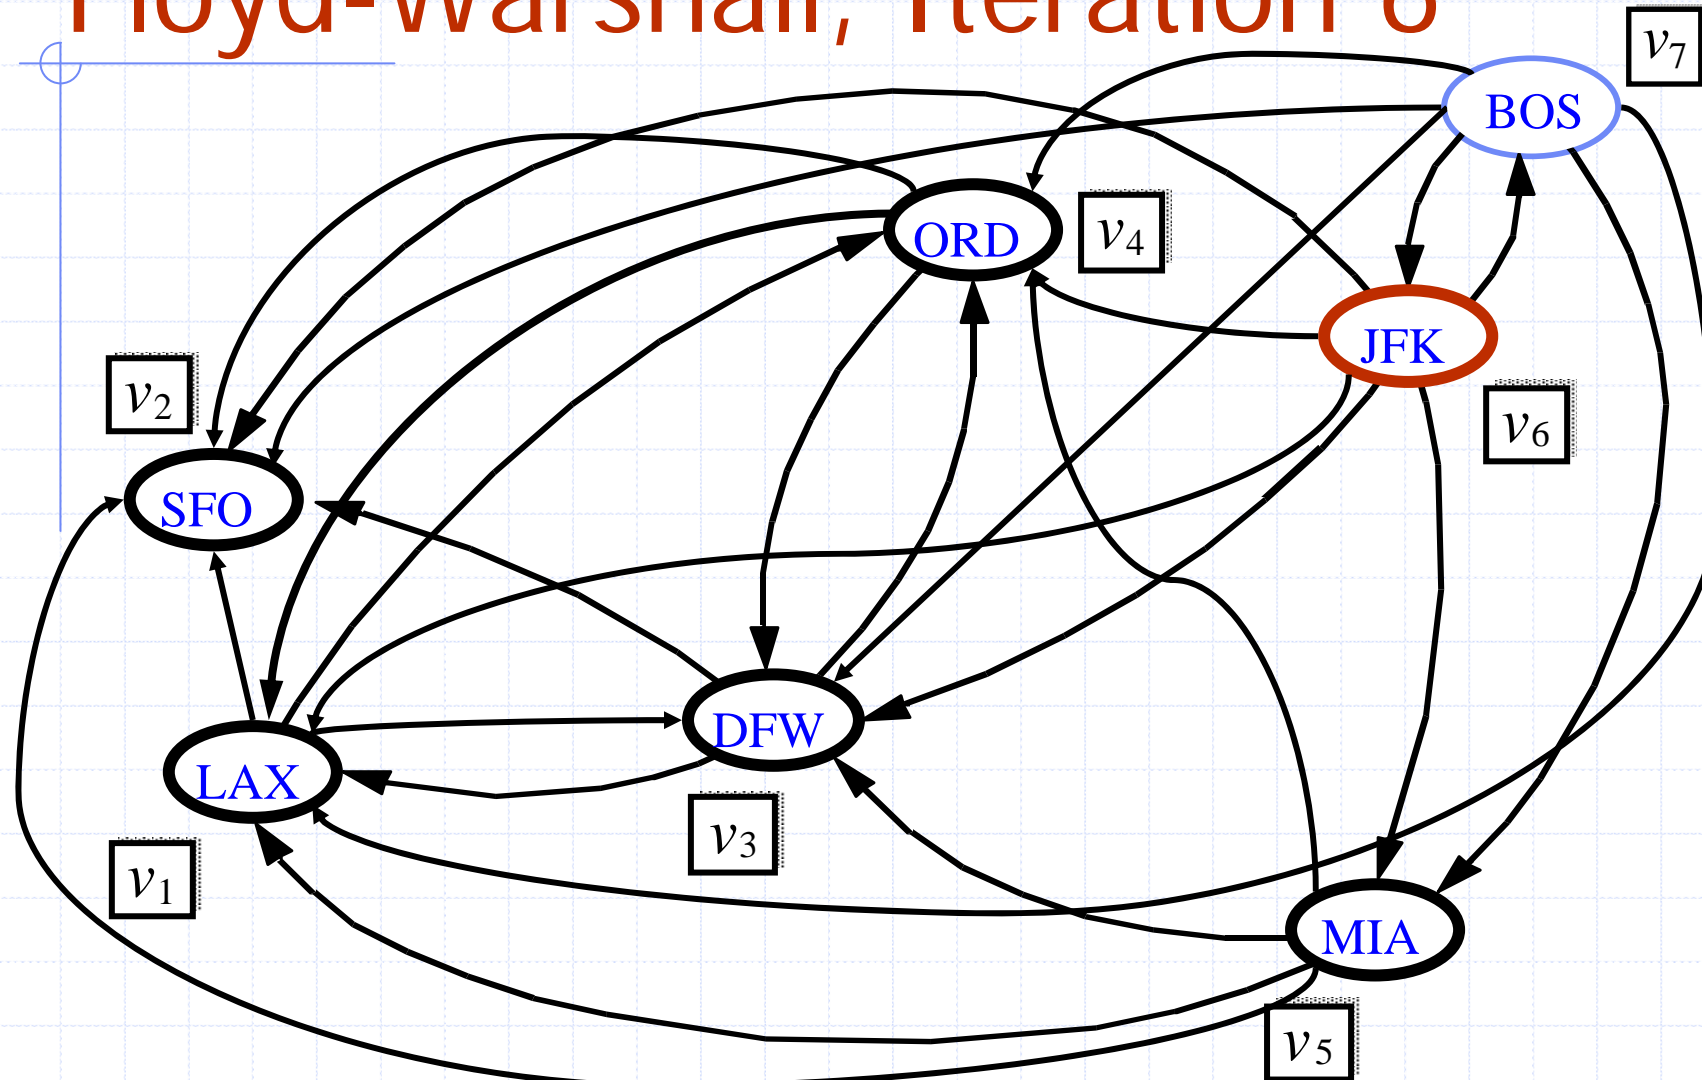 Floyd-Warshall, Iteration 6
v7
BOS
ORD
v4
JFK
v2
v6
SFO
DFW
LAX
v3
v1
MIA
v5